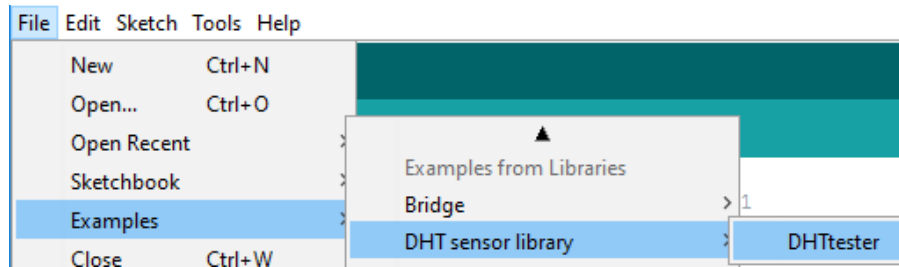 File Edit Sketch Tools Help
New Ctrl+N
Open... Ctrl+O
Open Recent
Sketchbook
Examples
Close Ctrl+W
Examples from Libraries
Bridge
DHT sensor library
1
DHTtester